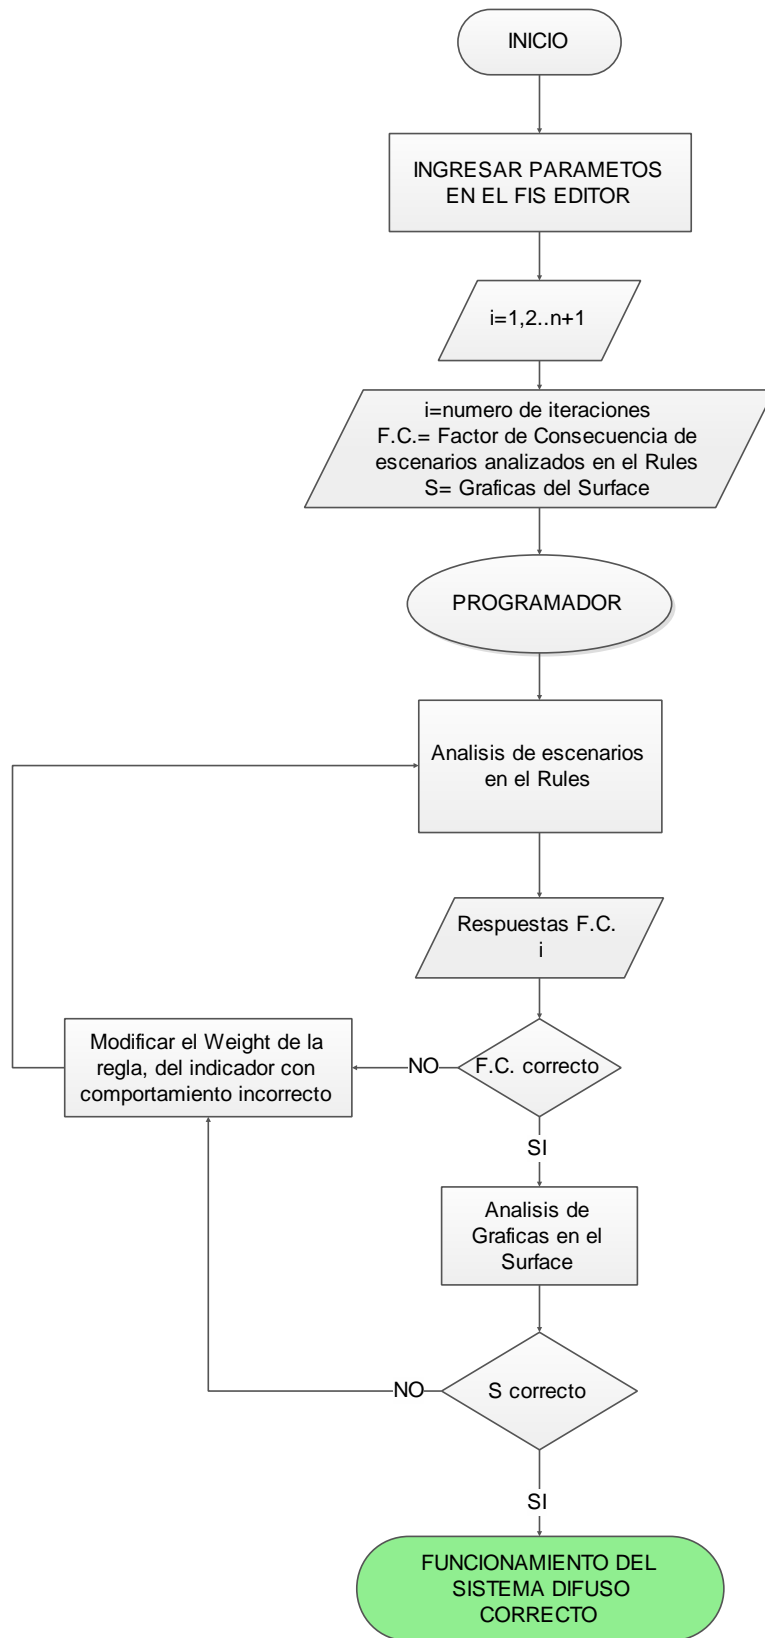 INICIO
INGRESAR PARAMETOS
EN EL FIS EDITOR
i=1,2..n+1
i=numero de iteraciones
F.C.= Factor de Consecuencia de
escenarios analizados en el Rules
S= Graficas del Surface
PROGRAMADOR
Analisis de escenarios
en el Rules
Respuestas F.C.
i
Modificar el Weight de la
regla, del indicador con
comportamiento incorrecto
NO
F.C. correcto
SI
Analisis de
Graficas en el
Surface
NO
S correcto
SI
FUNCIONAMIENTO DEL
SISTEMA DIFUSO
CORRECTO